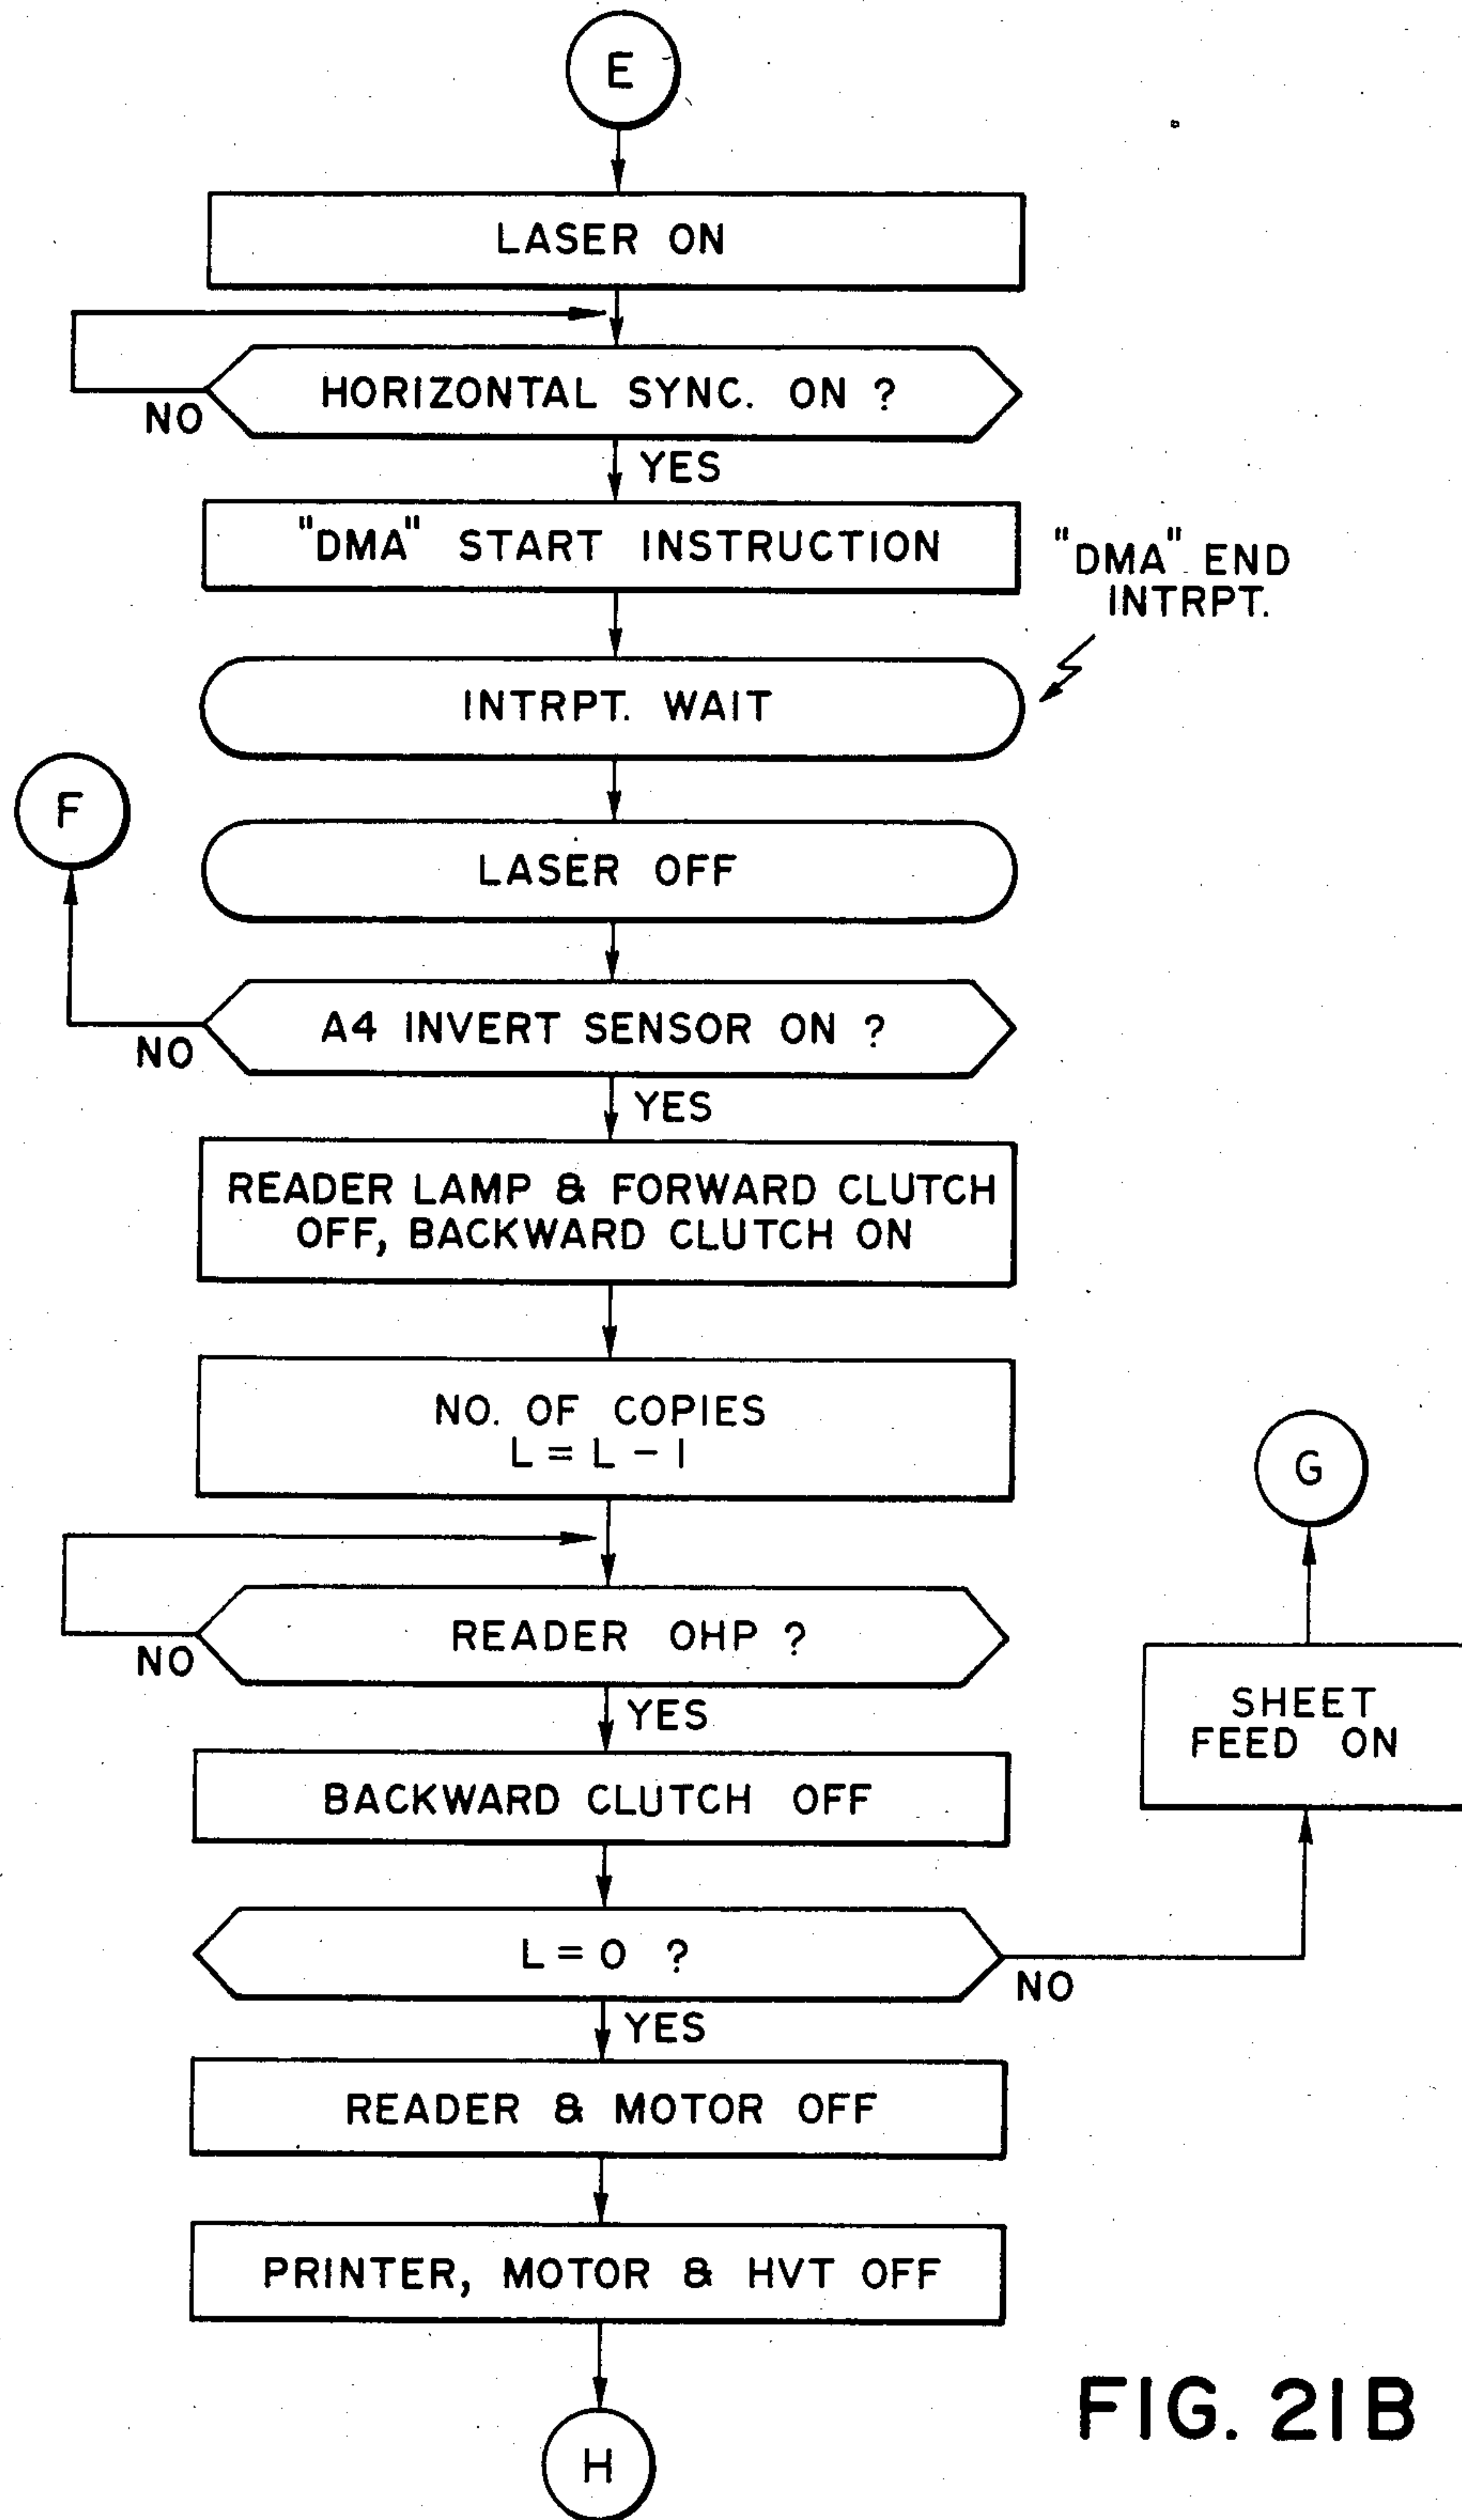 E
LASER ON
HORIZONTAL SYNC. ON ?
NO
YES
"DMA" START INSTRUCTION
"DMA" END
INTRPT.
INTRPT. WAIT
F
LASER OFF
A4 INVERT SENSOR ON ?
NO
YES
READER LAMP & FORWARD CLUTCH
OFF, BACKWARD CLUTCH ON
NO. OF COPIES
L = L - 1
G
READER OHP ?
NO
YES
SHEET
FEED ON
BACKWARD CLUTCH OFF
L = 0 ?
NO
YES
READER & MOTOR OFF
PRINTER, MOTOR & HVT OFF
H
FIG. 21B